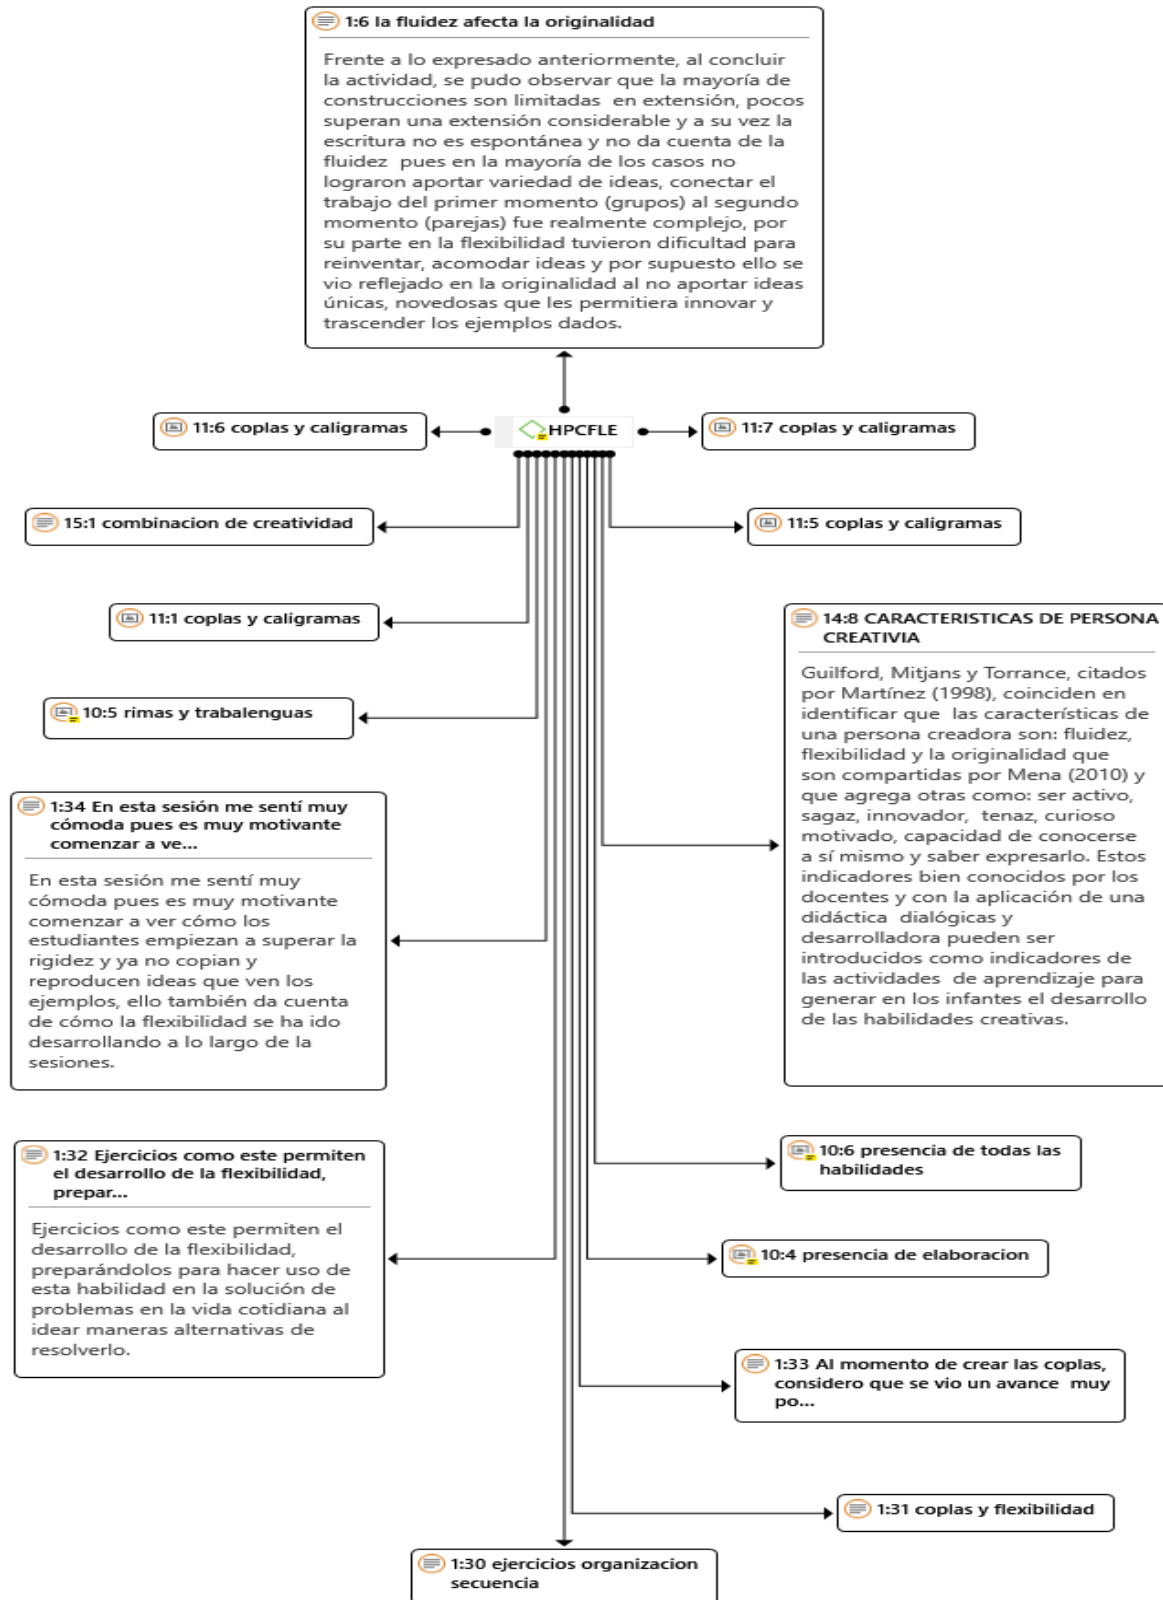 1:6 la fluidez afecta la originalidad
Frente a lo expresado anteriormente, al concluir
la actividad, se pudo observar que la mayoría de
construcciones son limitadas en extensión, pocos
superan una extensión considerable y a su vez la
escritura no es espontánea y no da cuenta de la
fluidez pues en la mayoría de los casos no
lograron aportar variedad de ideas, conectar el
trabajo del primer momento (grupos) al segundo
momento (parejas) fue realmente complejo, por
su parte en la flexibilidad tuvieron dificultad para
reinventar, acomodar ideas y por supuesto ello se
vio reflejado en la originalidad al no aportar ideas
únicas, novedosas que les permitiera innovar y
trascender los ejemplos dados.
11:6 coplas y caligramas
HPCFLE
11:7 coplas y caligramas
15:1 combinacion de creatividad
11:5 coplas y caligramas
11:1 coplas y caligramas
14:8 CARACTERISTICAS DE PERSONA
CREATIVIA
Guilford, Mitjans y Torrance, citados
por Martínez (1998), coinciden en
identificar que las características de
una persona creadora son: fluidez,
flexibilidad y la originalidad que
son compartidas por Mena (2010) y
que agrega otras como: ser activo,
sagaz, innovador, tenaz, curioso
motivado, capacidad de conocerse
a sí mismo y saber expresarlo. Estos
indicadores bien conocidos por los
docentes y con la aplicación de una
didáctica dialógicas y
desarrolladora pueden ser
introducidos como indicadores de
las actividades de aprendizaje para
generar en los infantes el desarrollo
de las habilidades creativas.
10:5 rimas y trabalenguas
1:34 En esta sesión me sentí muy
cómoda pues es muy motivante
comenzar a ve...
En esta sesión me sentí muy
cómoda pues es muy motivante
comenzar a ver cómo los
estudiantes empiezan a superar la
rigidez y ya no copian y
reproducen ideas que ven los
ejemplos, ello también da cuenta
de cómo la flexibilidad se ha ido
desarrollando a lo largo de la
sesiones.
1:32 Ejercicios como este permiten
el desarrollo de la flexibilidad,
prepar...
Ejercicios como este permiten el
desarrollo de la flexibilidad,
preparándolos para hacer uso de
esta habilidad en la solución de
problemas en la vida cotidiana al
idear maneras alternativas de
resolverlo.
10:6 presencia de todas las
habilidades
10:4 presencia de elaboracion
1:33 Al momento de crear las coplas,
considero que se vio un avance muy
po...
1:31 coplas y flexibilidad
1:30 ejercicios organizacion
secuencia